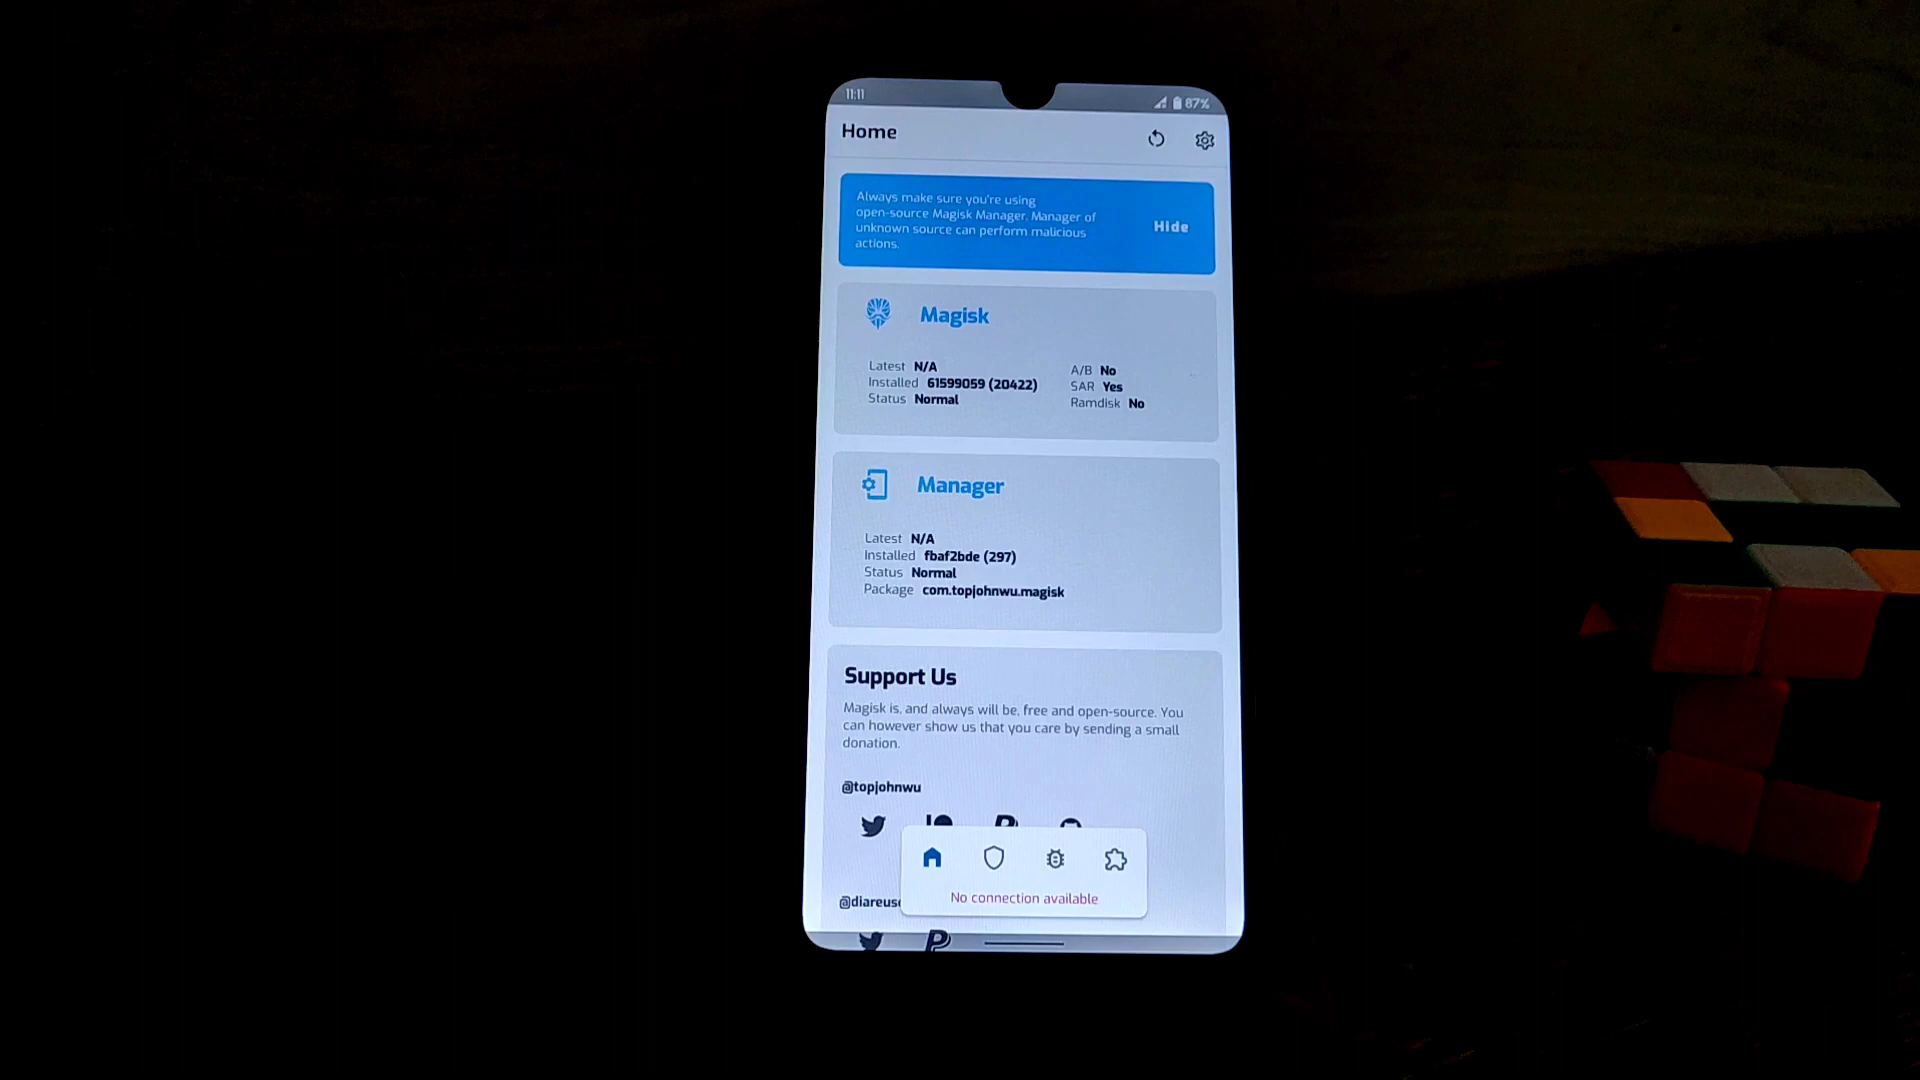 11:11
87%
Home
Always make sure you're using
open-source Magisk Manager. Manager of
unknown source can perform malicious
actions.
Hide
Magisk
Latest N/A
Installed 61599059 (20422)
Status Normal
A/B No
SAR Yes
Ramdisk No
Manager
Latest N/A
Installed fbaf2bde (297)
Status Normal
Package com.topjohnwu.magisk
Support Us
Magisk is, and always will be, free and open-source. You
can however show us that you care by sending a small
donation.
@topjohnwu
No connection available